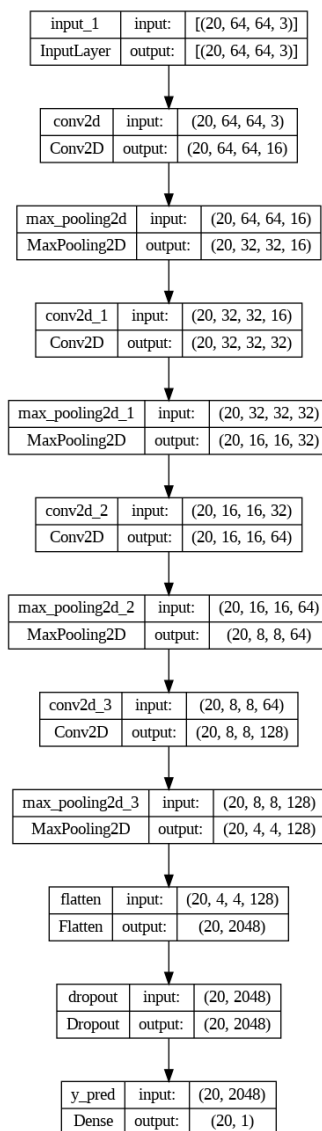 input_1 input: [(20, 64, 64, 3)]
InputLayer output: [(20, 64, 64, 3)]
conv2d input: (20, 64, 64, 3)
Conv2D output: (20, 64, 64, 16)
max_pooling2d input: (20, 64, 64, 16)
MaxPooling2D output: (20, 32, 32, 16)
conv2d_1 input: (20, 32, 32, 16)
Conv2D output: (20, 32, 32, 32)
max_pooling2d_1 input: (20, 32, 32, 32)
MaxPooling2D output: (20, 16, 16, 32)
conv2d_2 input: (20, 16, 16, 32)
Conv2D output: (20, 16, 16, 64)
max_pooling2d_2 input: (20, 16, 16, 64)
MaxPooling2D output: (20, 8, 8, 64)
conv2d_3 input: (20, 8, 8, 64)
Conv2D output: (20, 8, 8, 128)
max_pooling2d_3 input: (20, 8, 8, 128)
MaxPooling2D output: (20, 4, 4, 128)
flatten input: (20, 4, 4, 128)
Flatten output: (20, 2048)
dropout input: (20, 2048)
Dropout output: (20, 2048)
y_pred input: (20, 2048)
Dense output: (20, 1)